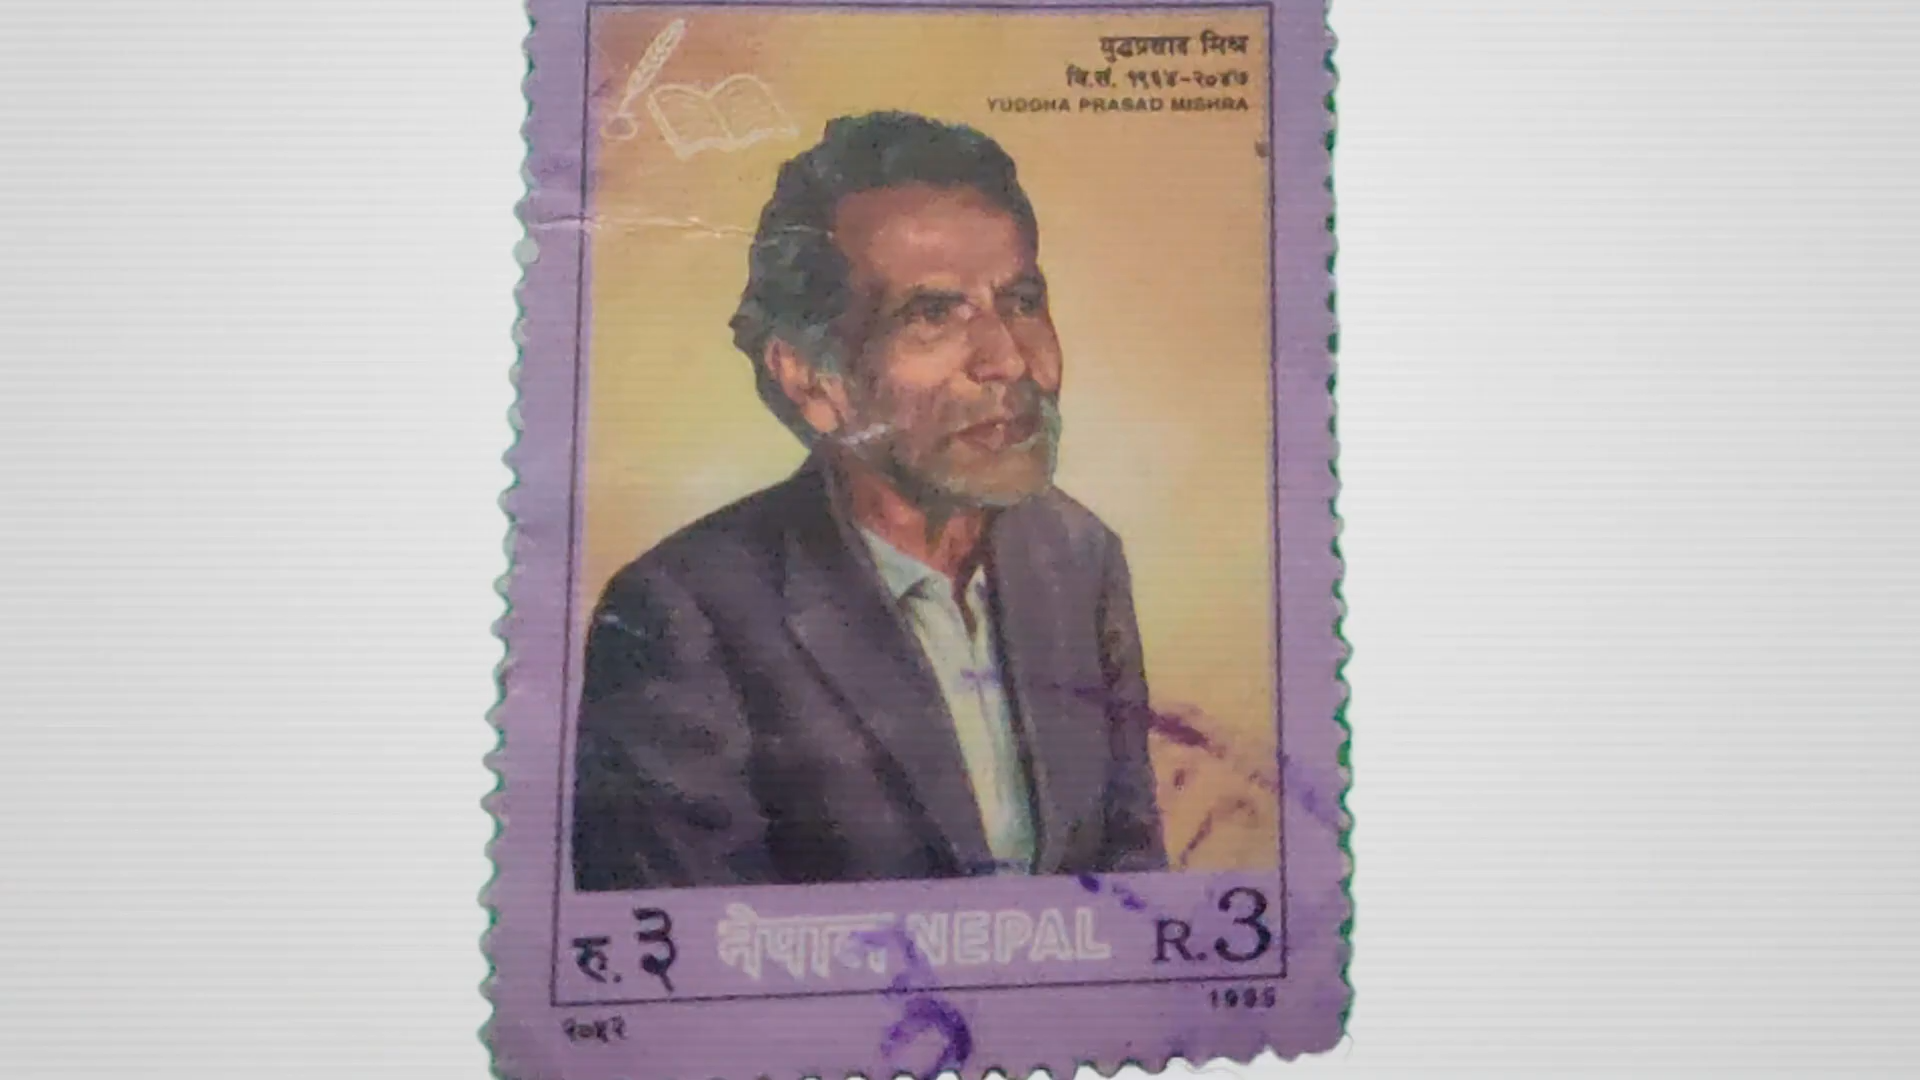 युद्धप्रसाद मिश्र
वि.सं. १९६४-२०४७
YUDDHA PRASAD MISHRA
रु. ३ नेपाल NEPAL R.3
२०५२ 1995